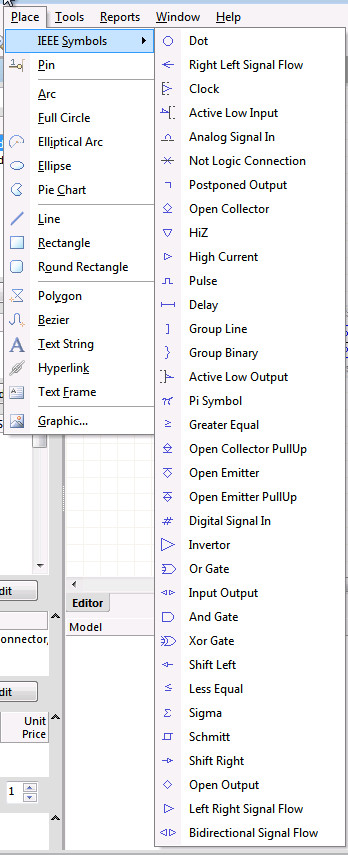 Place Tools Reports Window Help
IEEE Symbols
Pin
Arc
Full Circle
Elliptical Arc
Ellipse
Pie Chart
Line
Rectangle
Round Rectangle
Polygon
Bezier
Text String
Hyperlink
Text Frame
Graphic...
Dot
Right Left Signal Flow
Clock
Active Low Input
Analog Signal In
Not Logic Connection
Postponed Output
Open Collector
HiZ
High Current
Pulse
Delay
Group Line
Group Binary
Active Low Output
Pi Symbol
Greater Equal
Open Collector PullUp
Open Emitter
Open Emitter PullUp
Digital Signal In
Invertor
Or Gate
Input Output
And Gate
Xor Gate
Shift Left
Less Equal
Sigma
Schmitt
Shift Right
Open Output
Left Right Signal Flow
Bidirectional Signal Flow
dit
Editor
Model
onnector,
dit
Unit
Price
1